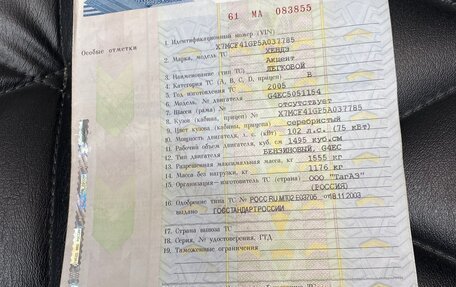 61 МА 083855
Особые отметки
1. Идентификационный номер (VIN) X7MCF41GP5A037785
2. Марка, модель ТС ХЕНДЭ Акцент
3. Наименование (тип ТС) ЛЕГКОВОЙ
4. Категория ТС (A, B, C, D, прицеп) B
5. Год изготовления ТС 2005
6. Модель, № двигателя G4EC5051154
7. Шасси (рама) № отсутствует
8. Кузов (кабина, прицеп) № X7MCF41GP5A037785
9. Цвет кузова (кабины, прицепа) серебристый
10. Мощность двигателя, л. с. (кВт) 102 л.с. (75 кВт)
11. Рабочий объем двигателя, куб. см 1495 куб.см
12. Тип двигателя БЕНЗИНОВЫЙ, G4EC
13. Разрешенная максимальная масса, кг 1555 кг
14. Масса без нагрузки, кг 1176 кг
15. Организация—изготовитель ТС (страна) ООО "ТагАЗ" (РОССИЯ)
16. Одобрение типа ТС №
выдано ГОССТАНДАРТ РОССИИ
17. Страна вывоза ТС
18. Серия, № удостоверения, ГТД
19. Таможенные ограничения